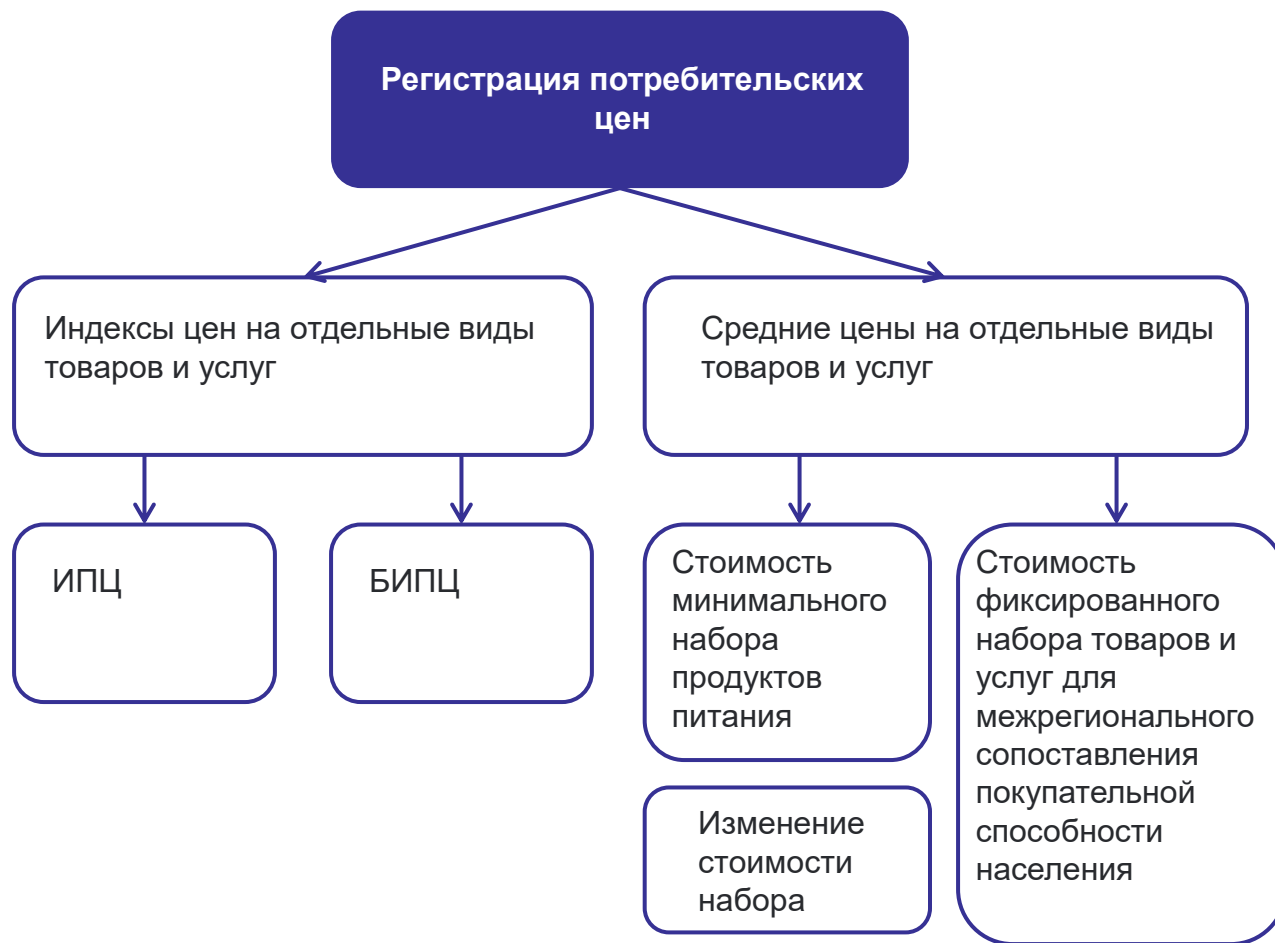 Регистрация потребительских
цен
Индексы цен на отдельные виды
товаров и услуг
Средние цены на отдельные виды
товаров и услуг
ИПЦ
БИПЦ
Стоимость
минимального
набора
продуктов
питания
Стоимость
фиксированного
набора товаров и
услуг для
межрегионального
сопоставления
покупательной
способности
населения
Изменение
стоимости
набора